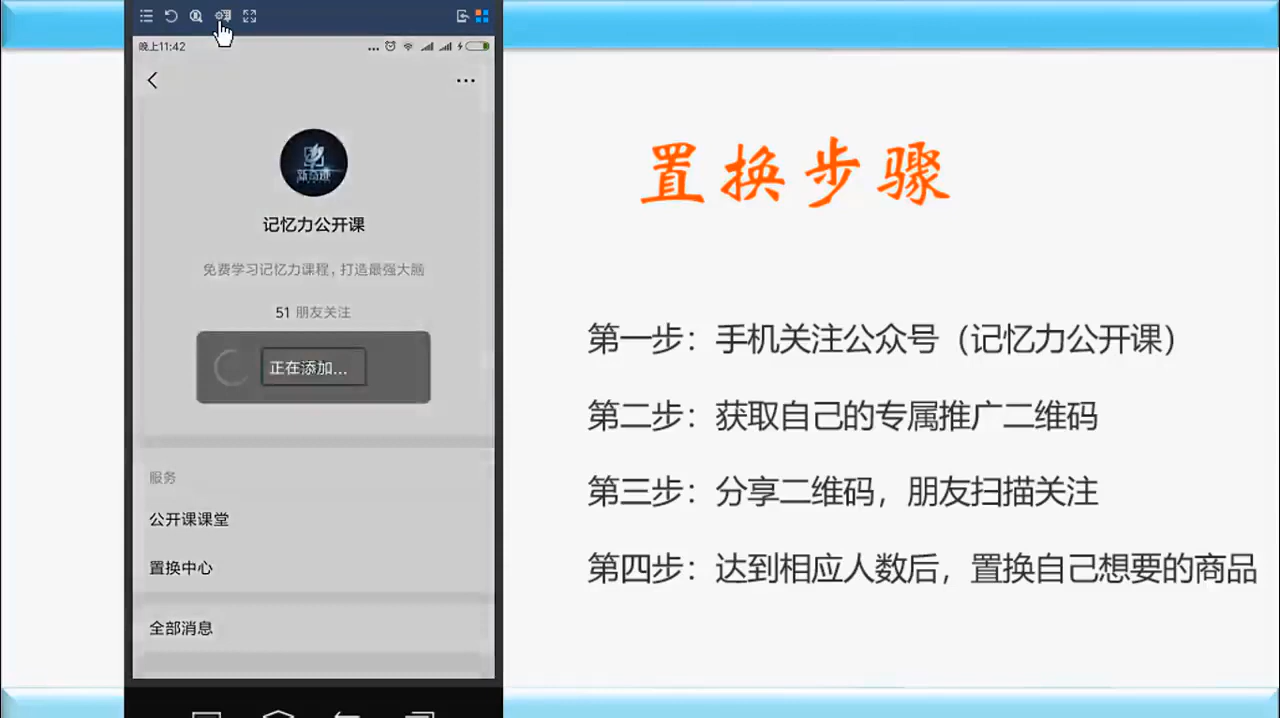 晚上11:42
新奇迹
记忆力公开课
免费学习记忆力课程，打造最强大脑
51 朋友关注
正在添加...
服务
公开课课堂
置换中心
全部消息
置换步骤
第一步：手机关注公众号（记忆力公开课）
第二步：获取自己的专属推广二维码
第三步：分享二维码，朋友扫描关注
第四步：达到相应人数后，置换自己想要的商品